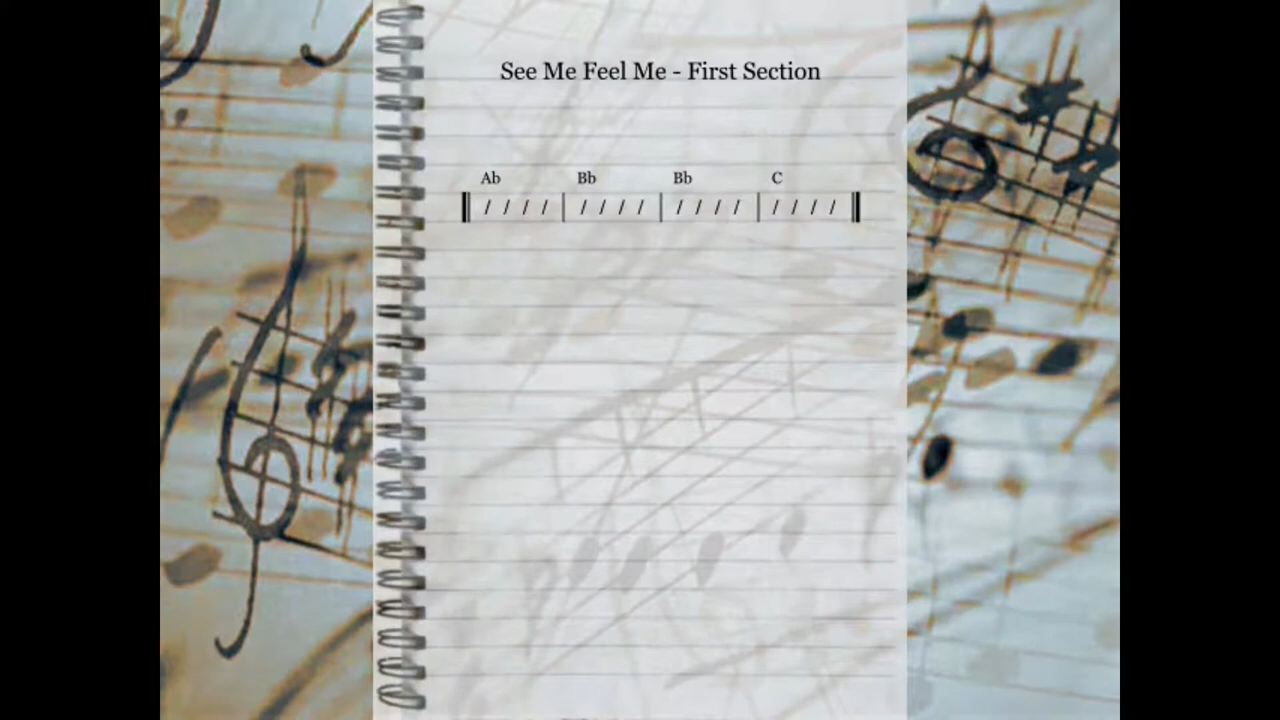 See Me Feel Me - First Section
Ab Bb Bb C
/ / / / | / / / / | / / / / | / / / /